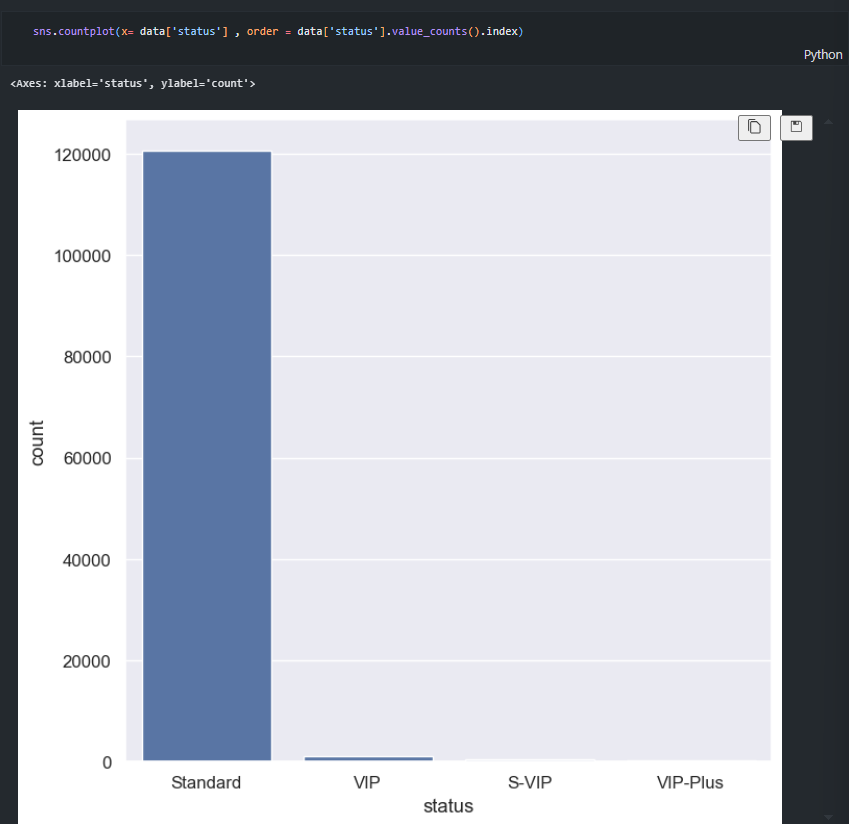 sns.countplot(x= data['status'] , order = data['status'].value_counts().index)
Python
<Axes: xlabel='status', ylabel='count'>
120000
100000
80000
60000
40000
20000
0
count
Standard VIP S-VIP VIP-Plus
status